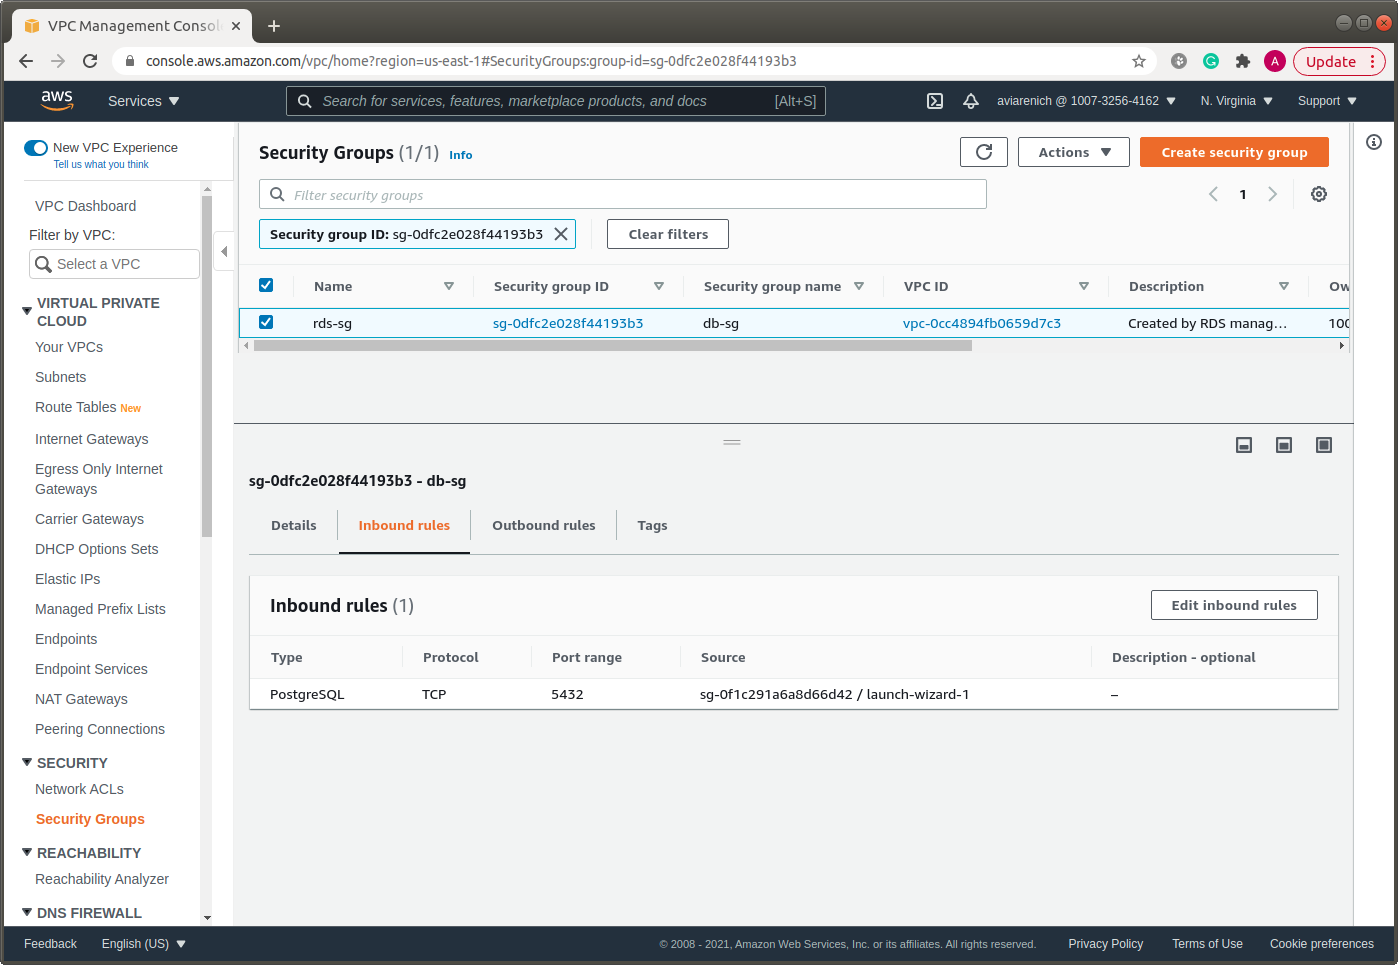 VPC Management Consol
console.aws.amazon.com/vpc/home?region=us-east-1#SecurityGroups:group-id=sg-0dfc2e028f44193b3
A
Update
aws
Services
Search for services, features, marketplace products, and docs
[Alt+S]
aviarenich @ 1007-3256-4162
N. Virginia
Support
New VPC Experience
Tell us what you think
VPC Dashboard
Filter by VPC:
Select a VPC
VIRTUAL PRIVATE
CLOUD
Your VPCs
Subnets
Route Tables New
Internet Gateways
Egress Only Internet
Gateways
Carrier Gateways
DHCP Options Sets
Elastic IPs
Managed Prefix Lists
Endpoints
Endpoint Services
NAT Gateways
Peering Connections
SECURITY
Network ACLs
Security Groups
REACHABILITY
Reachability Analyzer
DNS FIREWALL
Security Groups (1/1) Info
Actions
Create security group
Filter security groups
1
Security group ID: sg-0dfc2e028f44193b3
Clear filters
Name Security group ID Security group name VPC ID Description Ow
rds-sg sg-0dfc2e028f44193b3 db-sg vpc-0cc4894fb0659d7c3 Created by RDS manag... 100
sg-0dfc2e028f44193b3 - db-sg
Details Inbound rules Outbound rules Tags
Inbound rules (1)
Edit inbound rules
Type Protocol Port range Source Description - optional
PostgreSQL TCP 5432 sg-0f1c291a6a8d66d42 / launch-wizard-1 –
Feedback English (US) © 2008 - 2021, Amazon Web Services, Inc. or its affiliates. All rights reserved. Privacy Policy Terms of Use Cookie preferences